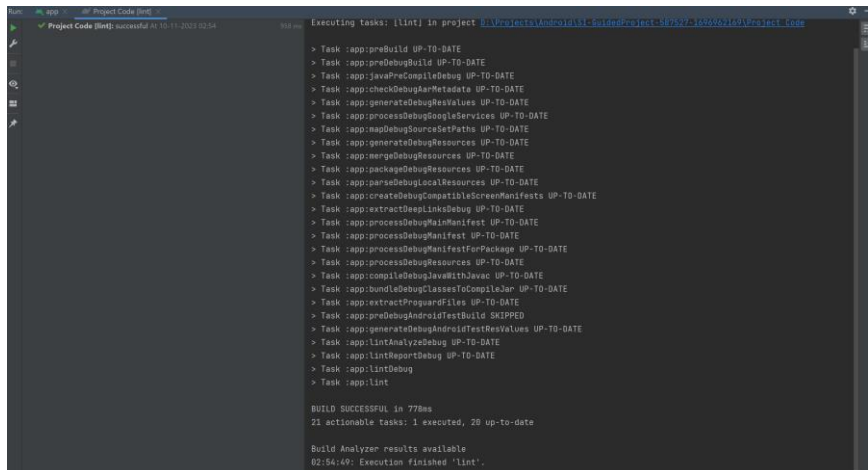 Run: app × Project Code [lint] ×
Project Code [lint]: successful At 10-11-2023 02:54 958 ms
Executing tasks: [lint] in project
> Task :app:preBuild UP-TO-DATE
> Task :app:preDebugBuild UP-TO-DATE
> Task :app:javaPreCompileDebug UP-TO-DATE
> Task :app:checkDebugAarMetadata UP-TO-DATE
> Task :app:generateDebugResValues UP-TO-DATE
> Task :app:processDebugGoogleServices UP-TO-DATE
> Task :app:mapDebugSourceSetPaths UP-TO-DATE
> Task :app:generateDebugResources UP-TO-DATE
> Task :app:mergeDebugResources UP-TO-DATE
> Task :app:packageDebugResources UP-TO-DATE
> Task :app:parseDebugLocalResources UP-TO-DATE
> Task :app:createDebugCompatibleScreenManifests UP-TO-DATE
> Task :app:extractDeepLinksDebug UP-TO-DATE
> Task :app:processDebugMainManifest UP-TO-DATE
> Task :app:processDebugManifest UP-TO-DATE
> Task :app:processDebugManifestForPackage UP-TO-DATE
> Task :app:processDebugResources UP-TO-DATE
> Task :app:compileDebugJavaWithJavac UP-TO-DATE
> Task :app:bundleDebugClassesToCompileJar UP-TO-DATE
> Task :app:extractProguardFiles UP-TO-DATE
> Task :app:preDebugAndroidTestBuild SKIPPED
> Task :app:generateDebugAndroidTestResValues UP-TO-DATE
> Task :app:lintAnalyzeDebug UP-TO-DATE
> Task :app:lintReportDebug UP-TO-DATE
> Task :app:lintDebug
> Task :app:lint
BUILD SUCCESSFUL in 778ms
21 actionable tasks: 1 executed, 20 up-to-date
Build Analyzer results available
02:54:49: Execution finished 'lint'.